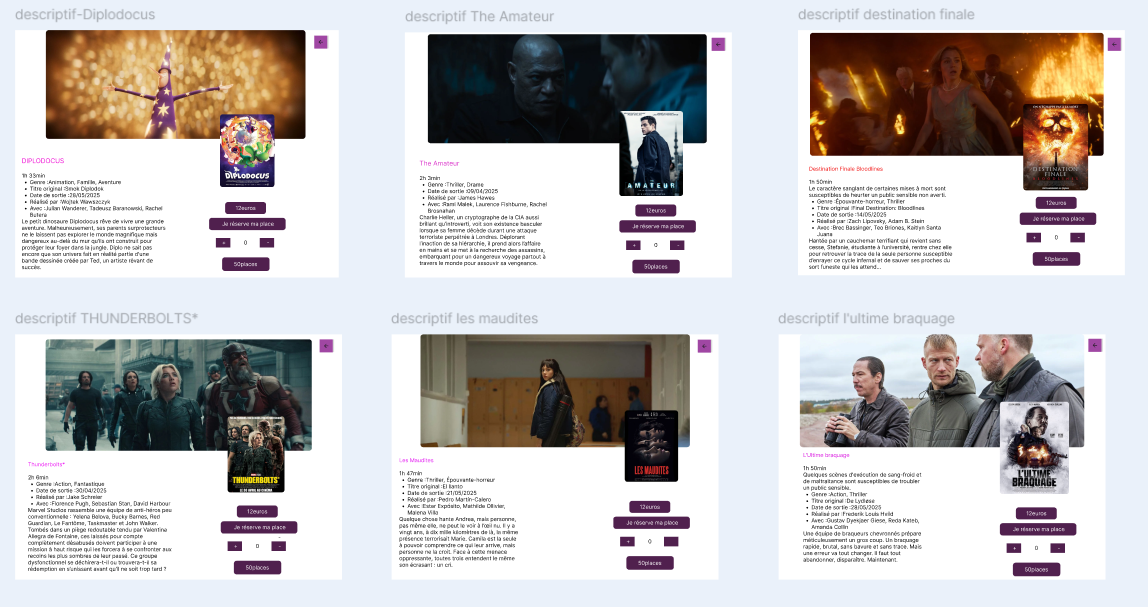 descriptif-Diplodocus
←
DIPLODOCUS
DIPLODOCUS
1h 33min
Genre :Animation, Famille, Aventure
Titre original :Smok Diplodok
Date de sortie :28/05/2025
Réalisé par :Wojtek Wawszczyk
Avec :Julian Wanderer, Tadeusz Baranowski, Rachel
Butera
Le petit dinosaure Diplodocus rêve de vivre une grande
aventure. Malheureusement, ses parents surprotecteurs
ne le laissent pas explorer le monde magnifique mais
dangereux au-delà du mur qu'ils ont construit pour
protéger leur foyer dans la jungle. Diplo ne sait pas
encore que son univers fait en réalité partie d'une
bande dessinée créée par Ted, un artiste rêvant de
succès.
12euros
Je réserve ma place
+ 0 -
50places
descriptif The Amateur
←
AMATEUR
The Amateur
2h 3min
Genre :Thriller, Drame
Date de sortie :09/04/2025
Réalisé par :James Hawes
Avec :Rami Malek, Laurence Fishburne, Rachel
Brosnahan
Charlie Heller, un cryptographe de la CIA aussi
brillant qu'introverti, voit son existence basculer
lorsque sa femme décède durant une attaque
terroriste perpétrée à Londres. Déplorant
l'inaction de sa hiérarchie, il prend alors l'affaire
en mains et se met à la recherche des assassins,
embarquant pour un dangereux voyage partout à
travers le monde pour assouvir sa vengeance.
12euros
Je réserve ma place
+ 0 -
50places
descriptif destination finale
←
DESTINATION
FINALE
Destination Finale Bloodlines
1h 50min
Le caractère sanglant de certaines mises à mort sont
susceptibles de heurter un public sensible non averti.
Genre :Épouvante-horreur, Thriller
Titre original :Final Destination: Bloodlines
Date de sortie :14/05/2025
Réalisé par :Zach Lipovsky, Adam B. Stein
Avec :Brec Bassinger, Teo Briones, Kaitlyn Santa
Juana
Hantée par un cauchemar terrifiant qui revient sans
cesse, Stefanie, étudiante à l'université, rentre chez elle
pour retrouver la trace de la seule personne susceptible
d'enrayer ce cycle infernal et de sauver ses proches du
sort funeste qui les attend...
12euros
Je réserve ma place
+ 0 -
50places
descriptif THUNDERBOLTS*
←
THUNDERBOLTS*
Thunderbolts*
2h 6min
Genre :Action, Fantastique
Date de sortie :30/04/2025
Réalisé par :Jake Schreier
Avec :Florence Pugh, Sebastian Stan, David Harbour
Marvel Studios rassemble une équipe de anti-héros peu
conventionnelle : Yelena Belova, Bucky Barnes, Red
Guardian, Le Fantôme, Taskmaster et John Walker.
Tombés dans un piège redoutable tendu par Valentina
Allegra de Fontaine, ces laissés pour compte
complètement désabusés doivent participer à une
mission à haut risque qui les forcera à se confronter aux
recoins les plus sombres de leur passé. Ce groupe
dysfonctionnel se déchirera-t-il ou trouvera-t-il sa
rédemption en s'unissant avant qu'il ne soit trop tard ?
12euros
Je réserve ma place
+ 0 -
50places
descriptif les maudites
←
LES MAUDITES
Les Maudites
1h 47min
Genre :Thriller, Épouvante-horreur
Titre original :El llanto
Date de sortie :21/05/2025
Réalisé par :Pedro Martín-Calero
Avec :Ester Expósito, Mathilde Ollivier,
Malena Villa
Quelque chose hante Andrea, mais personne,
pas même elle, ne peut le voir à l'œil nu. Il y a
vingt ans, à dix mille kilomètres de là, la même
présence terrorisait Marie. Camila est la seule
à pouvoir comprendre ce qui leur arrive, mais
personne ne la croit. Face à cette menace
oppressante, toutes trois entendent le même
son écrasant : un cri.
12euros
Je réserve ma place
+ 0 -
50places
descriptif l'ultime braquage
←
L'ULTIME
BRAQUAGE
L'Ultime braquage
1h 50min
Quelques scènes d'exécution de sang-froid et
de maltraitance sont susceptibles de troubler
un public sensible.
Genre :Action, Thriller
Titre original :De Lydløse
Date de sortie :28/05/2025
Réalisé par :Frederik Louis Hviid
Avec :Gustav Dyekjær Giese, Reda Kateb,
Amanda Collin
Une équipe de braqueurs chevronnés prépare
méticuleusement un gros coup. Un braquage
rapide, brutal, sans bavure et sans trace. Mais
une erreur va tout changer. Il faut tout
abandonner, disparaître. Maintenant.
12euros
Je réserve ma place
+ 0 -
50places